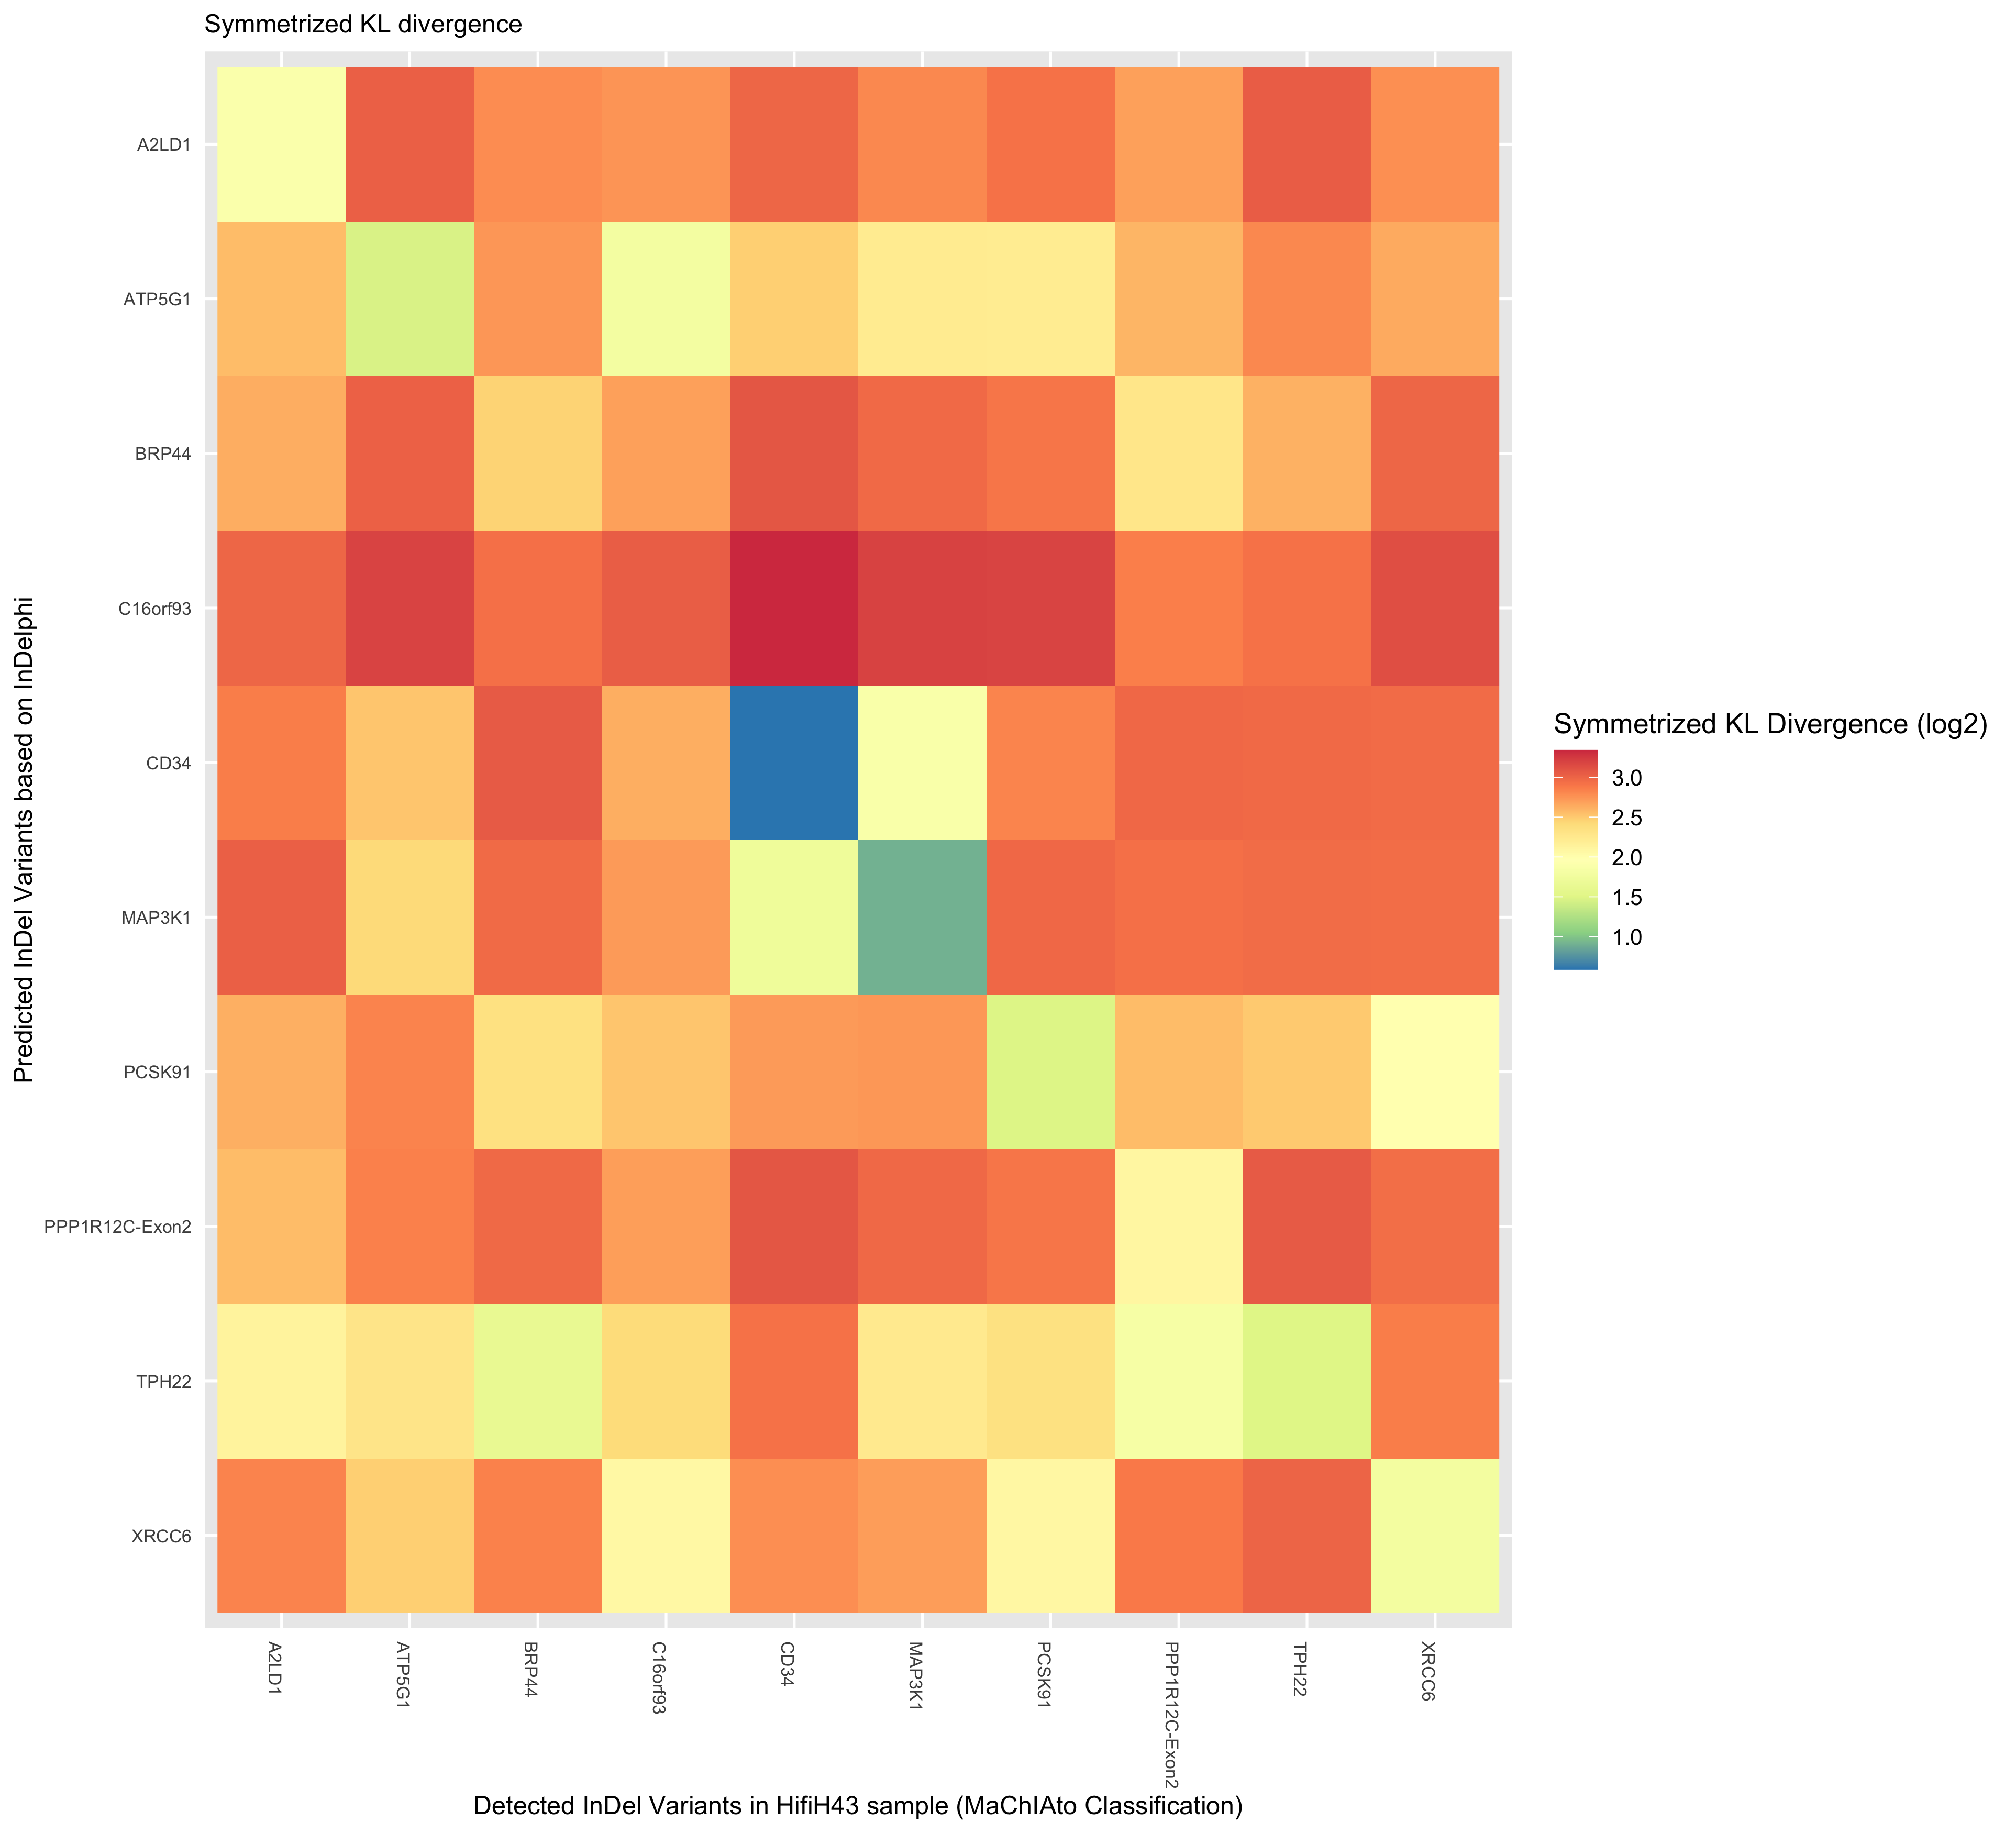 Symmetrized KL divergence
Predicted InDel Variants based on InDelphi
A2LD1
ATP5G1
BRP44
C16orf93
CD34
MAP3K1
PCSK91
PPP1R12C-Exon2
TPH22
XRCC6
A2LD1
ATP5G1
BRP44
C16orf93
CD34
MAP3K1
PCSK91
PPP1R12C-Exon2
TPH22
XRCC6
Detected InDel Variants in HifiH43 sample (MaChIAto Classification)
Symmetrized KL Divergence (log2)
3.0
2.5
2.0
1.5
1.0